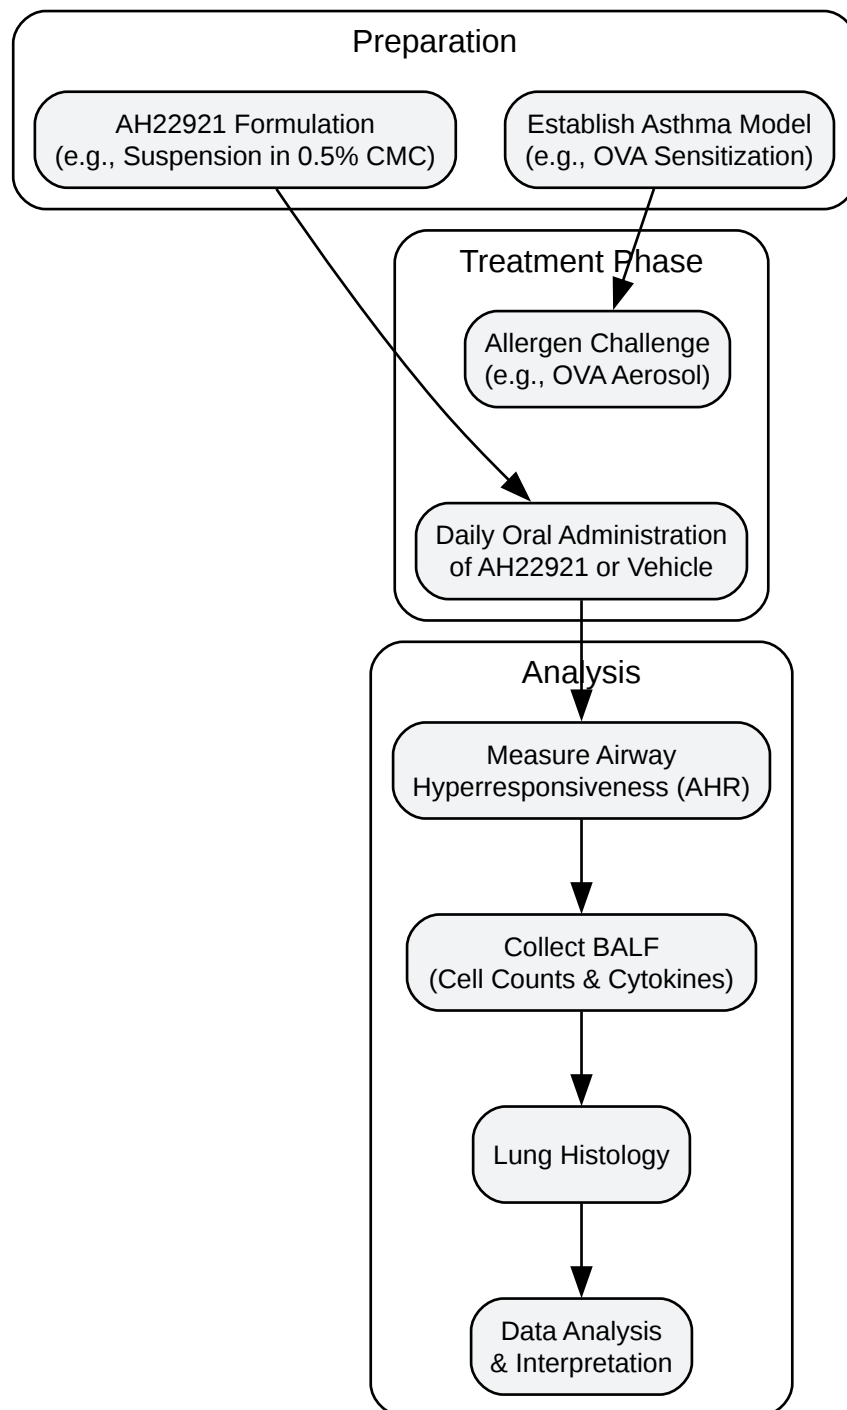 Preparation
AH22921 Formulation
(e.g., Suspension in 0.5% CMC)
Establish Asthma Model
(e.g., OVA Sensitization)
Treatment Phase
Allergen Challenge
(e.g., OVA Aerosol)
Daily Oral Administration
of AH22921 or Vehicle
Analysis
Measure Airway
Hyperresponsiveness (AHR)
Collect BALF
(Cell Counts & Cytokines)
Lung Histology
Data Analysis
& Interpretation